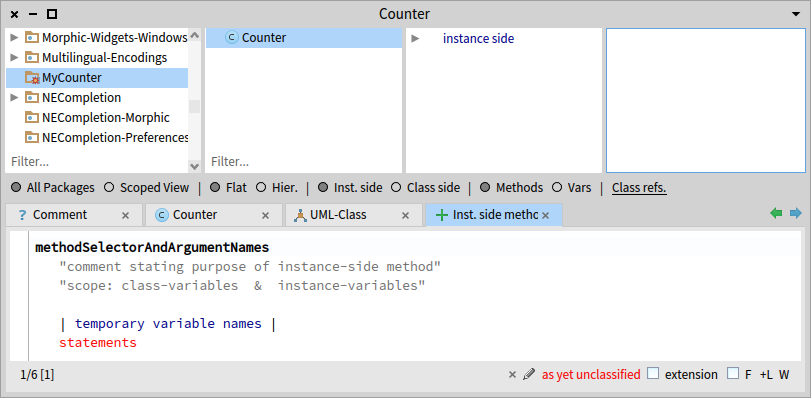 Counter
Morphic-Widgets-Windows
Multilingual-Encodings
MyCounter
NECompletion
NECompletion-Morphic
NECompletion-Preferences
Filter...
C Counter
Filter...
instance side
All Packages Scoped View | Flat Hier. | Inst. side Class side | Methods Vars | Class refs.
? Comment × C Counter × UML-Class × Inst. side methc ×
methodSelectorAndArgumentNames
"comment stating purpose of instance-side method"
"scope: class-variables & instance-variables"
| temporary variable names |
statements
1/6 [1] × as yet unclassified extension F +L W